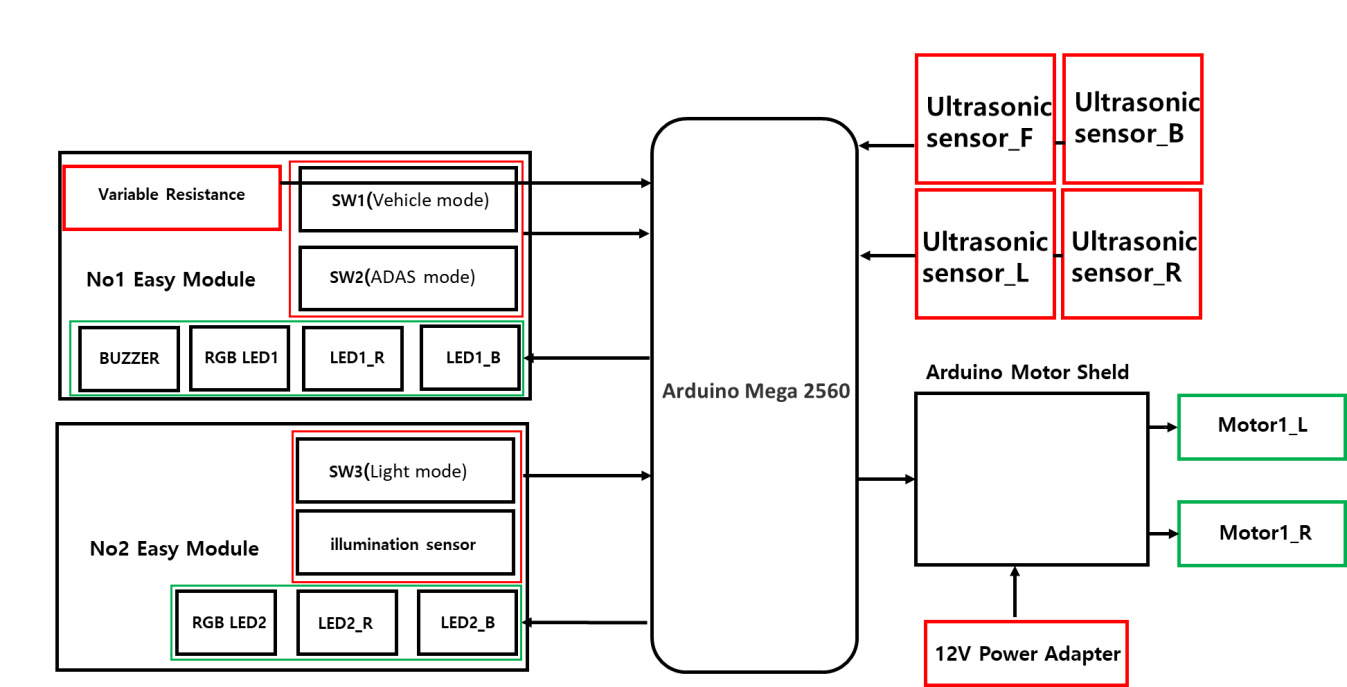 Ultrasonic
sensor_F
Ultrasonic
sensor_B
Variable Resistance
SW1(Vehicle mode)
SW2(ADAS mode)
No1 Easy Module
BUZZER
RGB LED1
LED1_R
LED1_B
Ultrasonic
sensor_L
Ultrasonic
sensor_R
Arduino Mega 2560
Arduino Motor Sheld
Motor1_L
Motor1_R
12V Power Adapter
SW3(Light mode)
illumination sensor
No2 Easy Module
RGB LED2
LED2_R
LED2_B